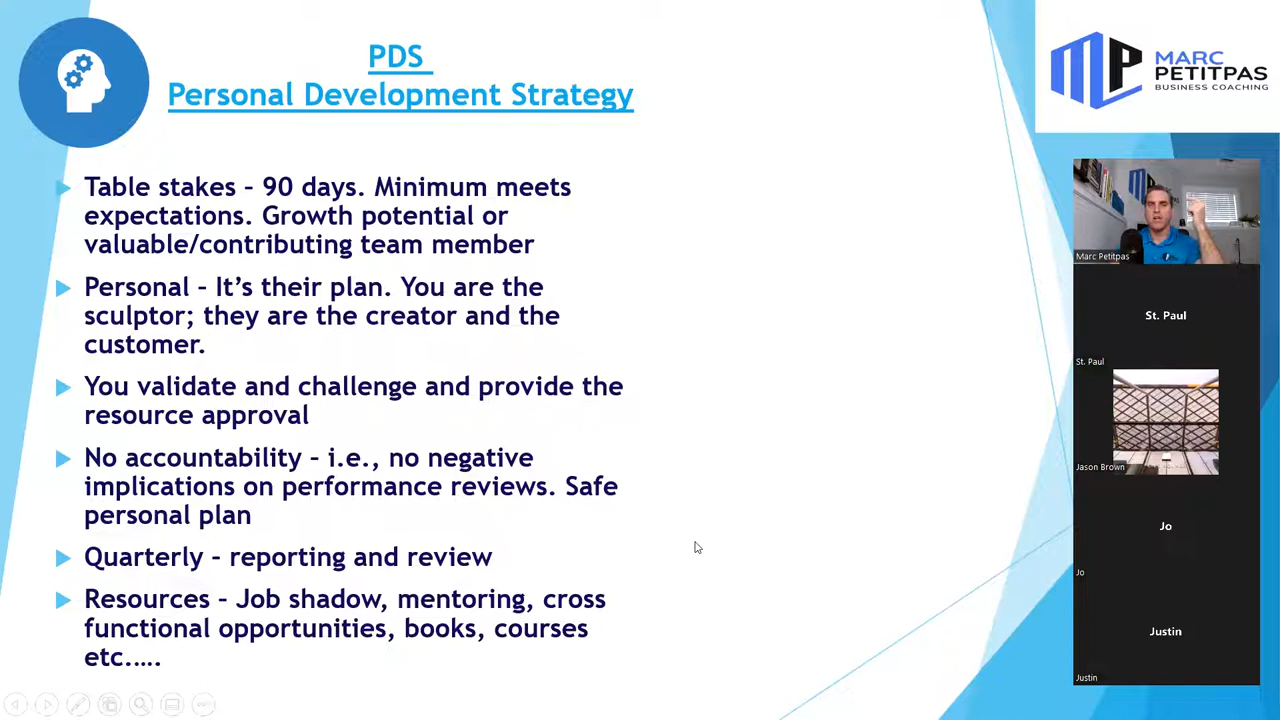 PDS
Personal Development Strategy
Table stakes – 90 days. Minimum meets
expectations. Growth potential or
valuable/contributing team member
Personal – It’s their plan. You are the
sculptor; they are the creator and the
customer.
You validate and challenge and provide the
resource approval
No accountability – i.e., no negative
implications on performance reviews. Safe
personal plan
Quarterly – reporting and review
Resources – Job shadow, mentoring, cross
functional opportunities, books, courses
etc.….
MARC
PETITPAS
BUSINESS COACHING
Marc Petitpas
St. Paul
St. Paul
Jason Brown
Jo
Jo
Justin
Justin